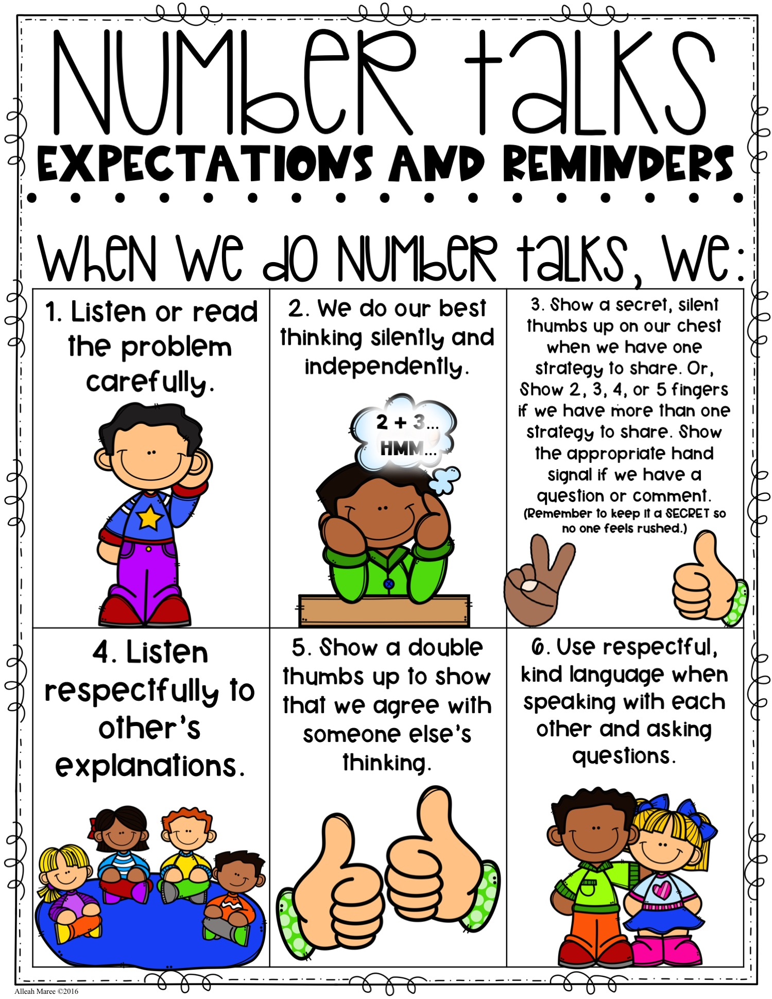 NUMbER tALKS
EXPECTATIONS AND REMINDERS
WhEN WE dO NUMbER tALKS, WE:
1. Listen or read
the problem
carefully.
2. We do our best
thinking silently and
independently.
2 + 3...
HMM...
3. Show a secret, silent
thumbs up on our chest
when we have one
strategy to share. Or,
Show 2, 3, 4, or 5 fingers
if we have more than one
strategy to share. Show
the appropriate hand
signal if we have a
question or comment.
(Remember to keep it a SECRET so
no one feels rushed.)
4. Listen
respectfully to
other's
explanations.
5. Show a double
thumbs up to show
that we agree with
someone else's
thinking.
6. Use respectful,
kind language when
speaking with each
other and asking
questions.
Alleah Maree ©2016